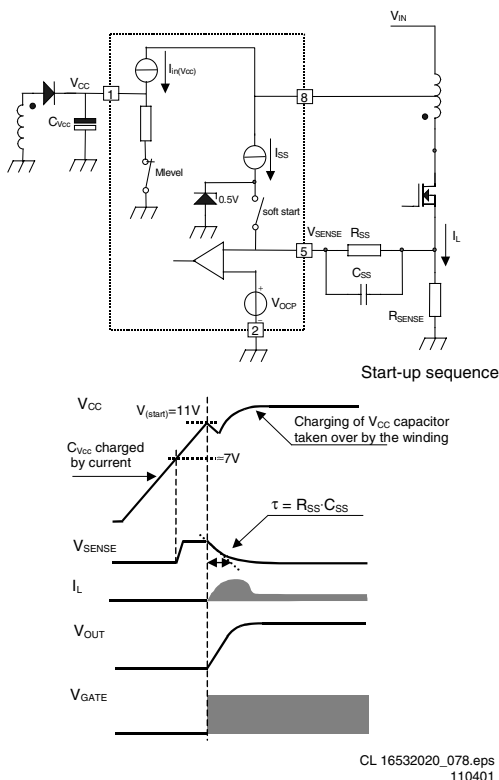 VIN
VCC
1
Iin(Vcc)
8
CVcc
Mlevel
ISS
0.5V
soft start
VSENSE
RSS
IL
5
CSS
VOCP
+
−
RSENSE
2
Start-up sequence
VCC
V(start)=11V
Charging of VCC capacitor
taken over by the winding
CVcc charged
by current
≈7V
τ = RSS·CSS
VSENSE
IL
VOUT
VGATE
CL 16532020_078.eps
110401